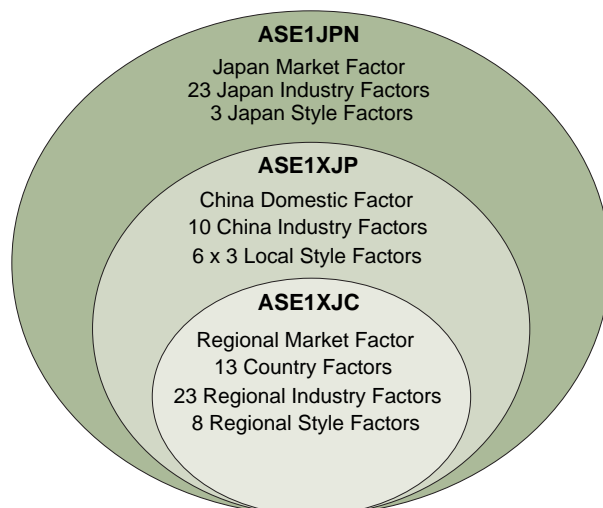 ASE1JPN
Japan Market Factor
23 Japan Industry Factors
3 Japan Style Factors
ASE1XJP
China Domestic Factor
10 China Industry Factors
6 x 3 Local Style Factors
ASE1XJC
Regional Market Factor
13 Country Factors
23 Regional Industry Factors
8 Regional Style Factors